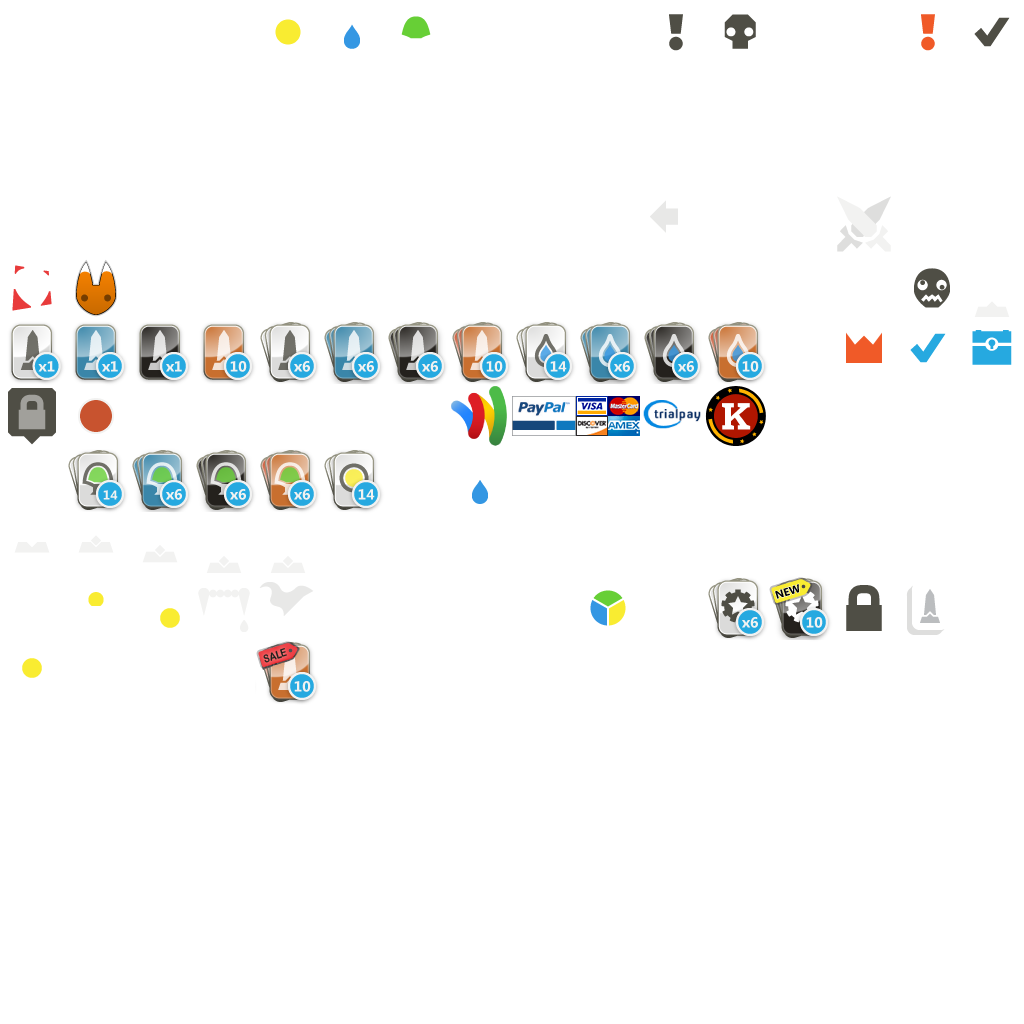 x1 x1 x1 10 x6 x6 x6 10 14 x6 x6 10
PayPal™ VISA MasterCard DISCOVER AMEX trialpay K
14 x6 x6 x6 14
x6 NEW 10
SALE 10